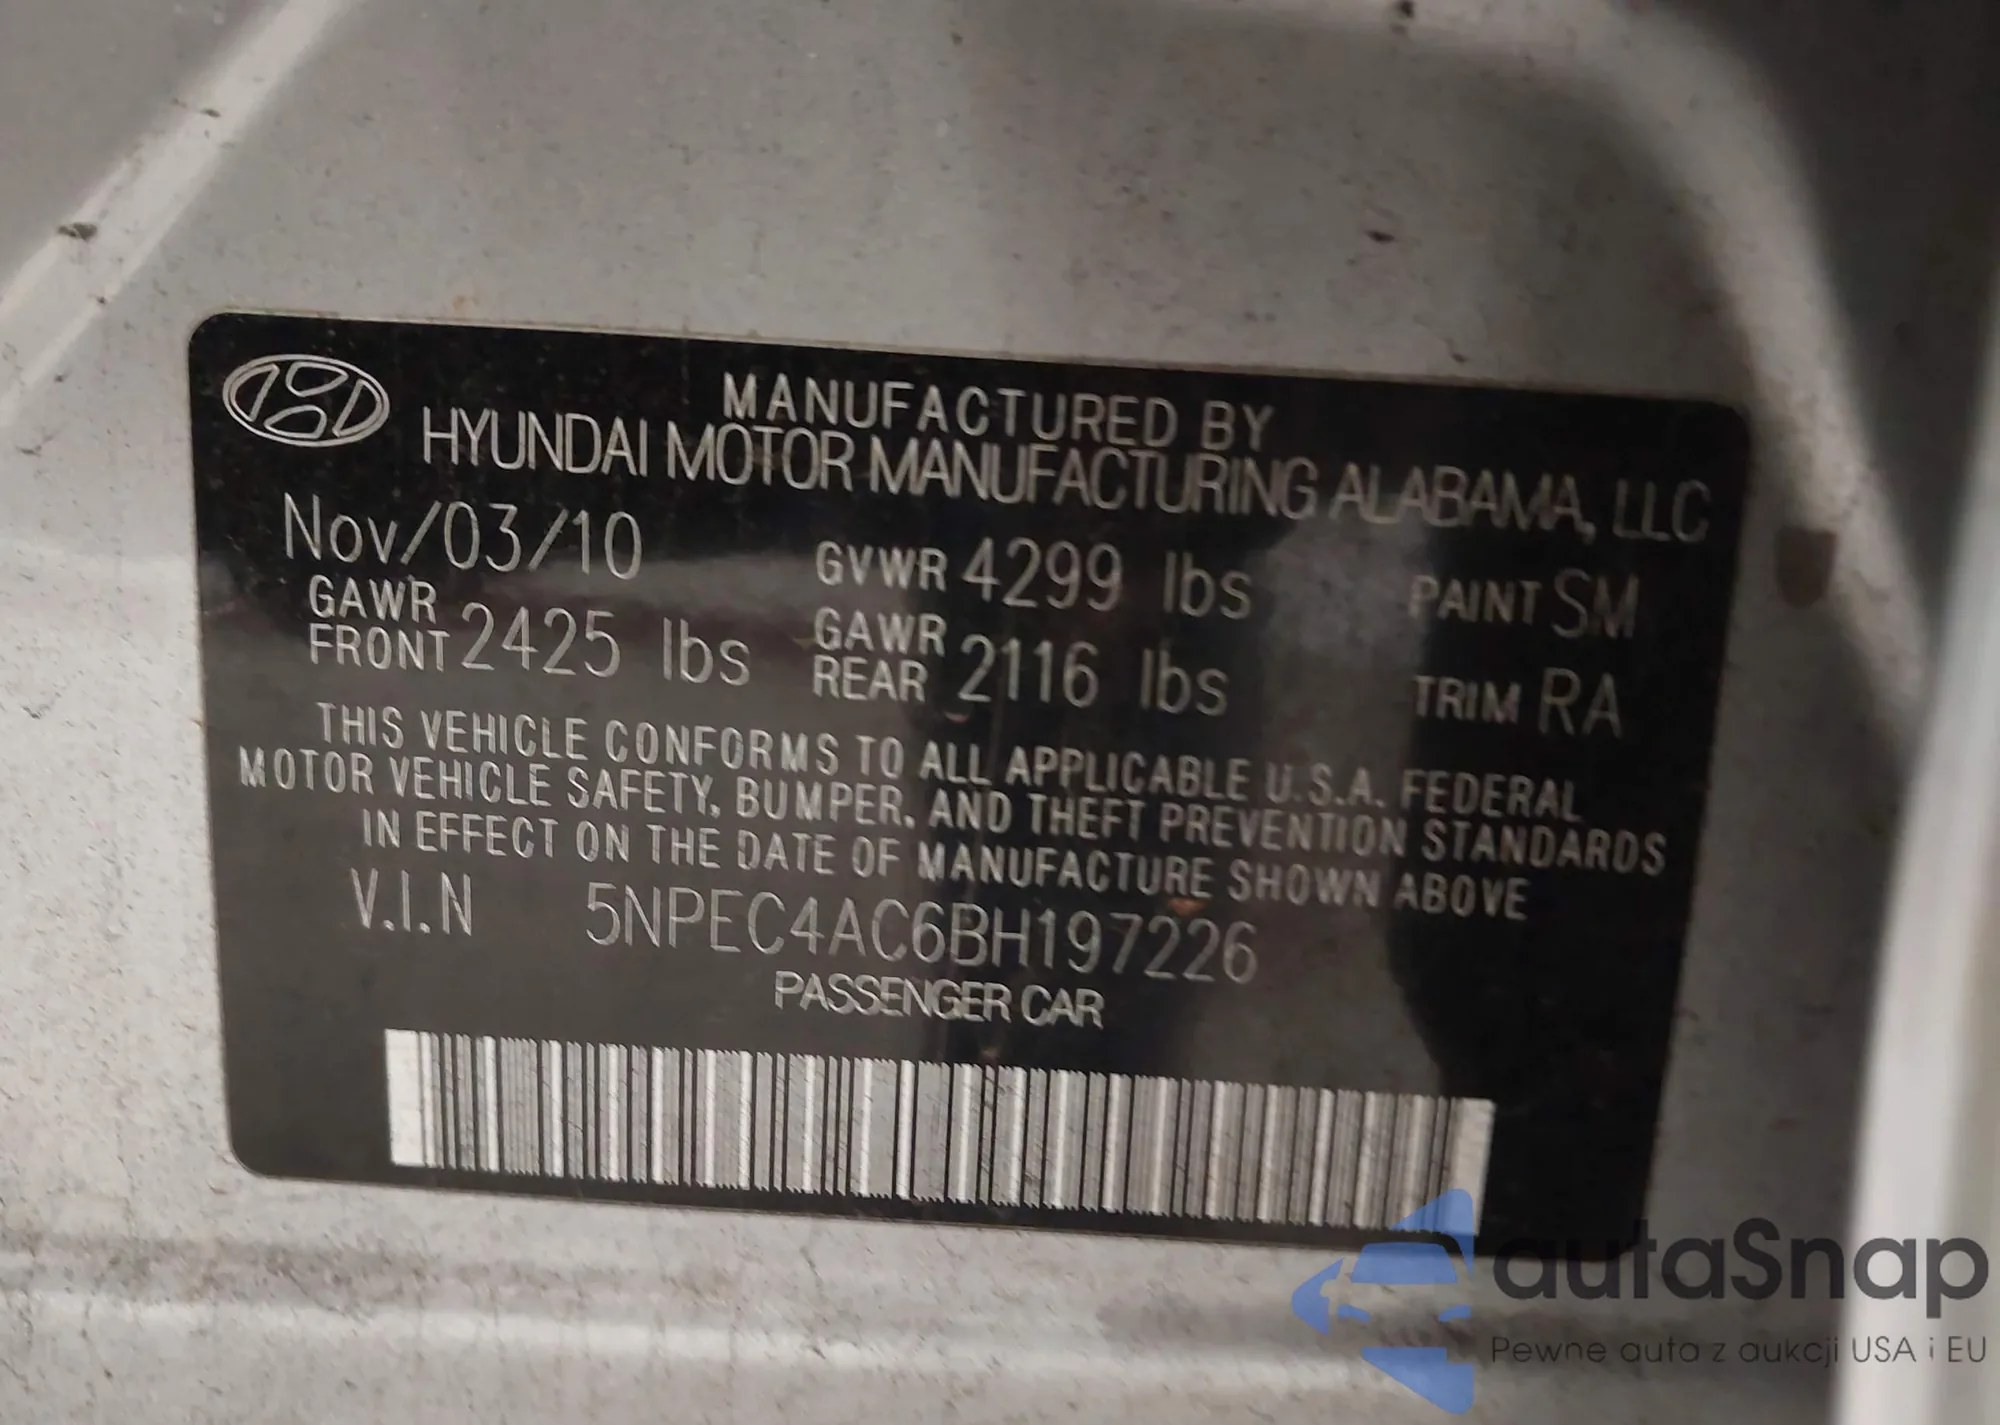 MANUFACTURED BY
HYUNDAI MOTOR MANUFACTURING ALABAMA, LLC
Nov/03/10 GVWR 4299 lbs PAINT SM
GAWR FRONT 2425 lbs GAWR REAR 2116 lbs TRIM RA
THIS VEHICLE CONFORMS TO ALL APPLICABLE U.S.A. FEDERAL
MOTOR VEHICLE SAFETY, BUMPER, AND THEFT PREVENTION STANDARDS
IN EFFECT ON THE DATE OF MANUFACTURE SHOWN ABOVE
V.I.N 5NPEC4AC6BH197226
PASSENGER CAR
autaSnap
Pewne auta z aukcji USA i EU